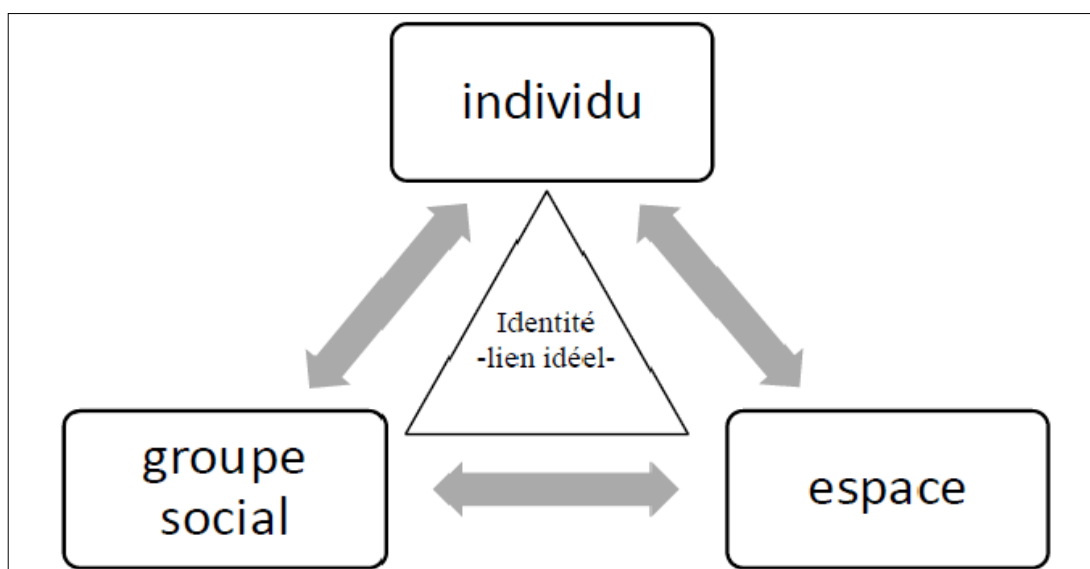 individu
Identité
-lien idéel-
groupe
social
espace